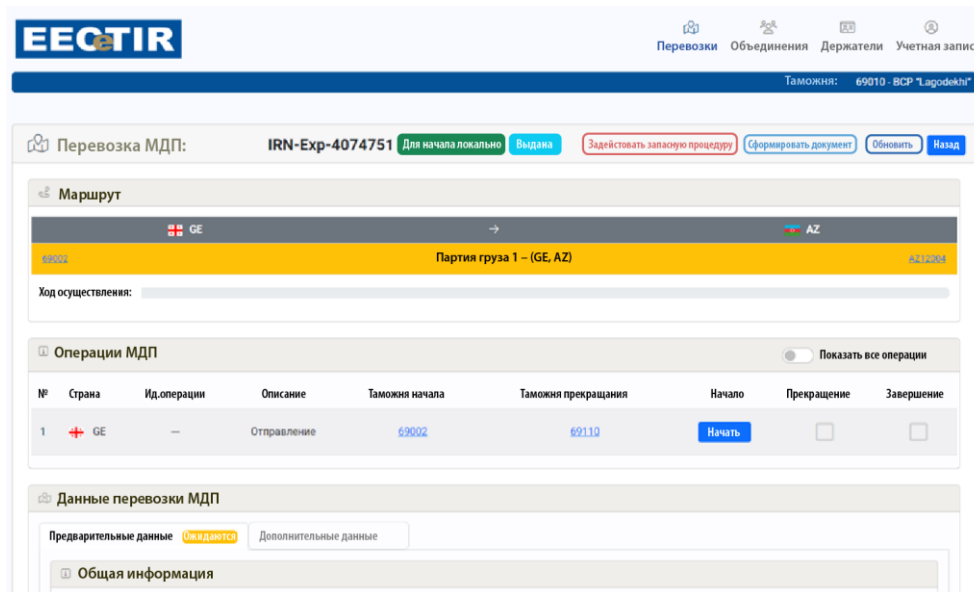 EECTIR
Перевозки Объединения Держатели Учетная запис
Таможня: 69010 - BCP "Lagodekhi"
Перевозка МДП: IRN-Exp-4074751 Для начала локально Выдана Задействовать запасную процедуру Сформировать документ Обновить Назад
Маршрут
GE → AZ
69002 Партия груза 1 – (GE, AZ) AZ12004
Ход осуществления:
Операции МДП Показать все операции
№ Страна Ид.операции Описание Таможня начала Таможня прекращания Начало Прекращение Завершение
1 GE — Отправление 69002 69110 Начать
Данные перевозки МДП
Предварительные данные Ожидаются Дополнительные данные
Общая информация